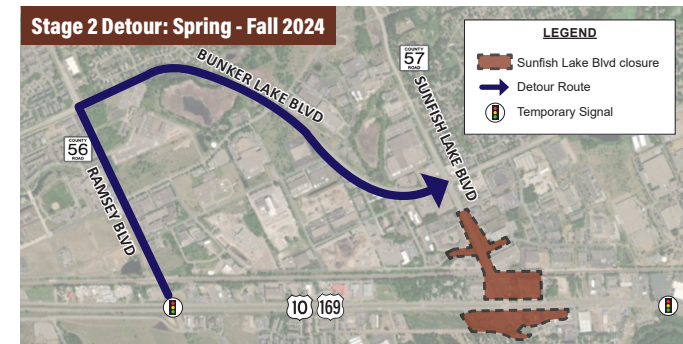 Stage 2 Detour: Spring - Fall 2024
LEGEND
Sunfish Lake Blvd closure
Detour Route
Temporary Signal
BUNKER LAKE BLVD
COUNTY
57
ROAD
SUNFISH LAKE BLVD
COUNTY
56
ROAD
RAMSEY BLVD
10
169